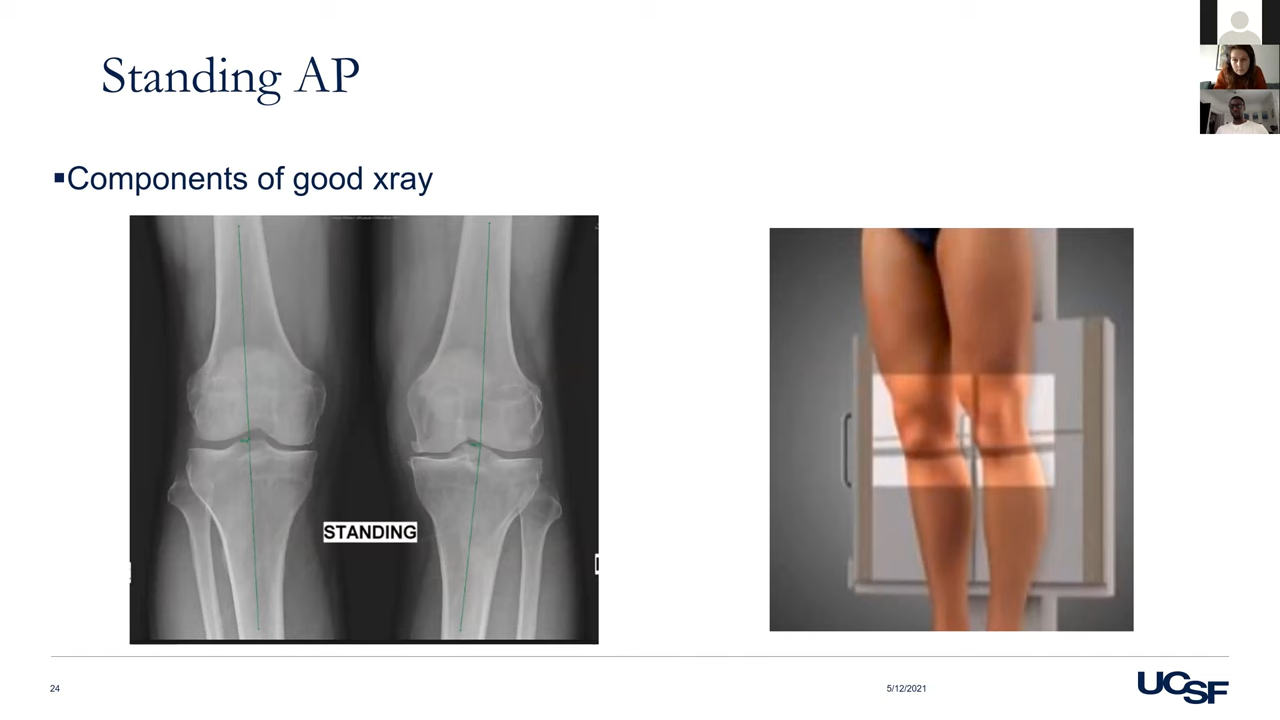 Standing AP
▪Components of good xray
STANDING
24
5/12/2021
UCSF